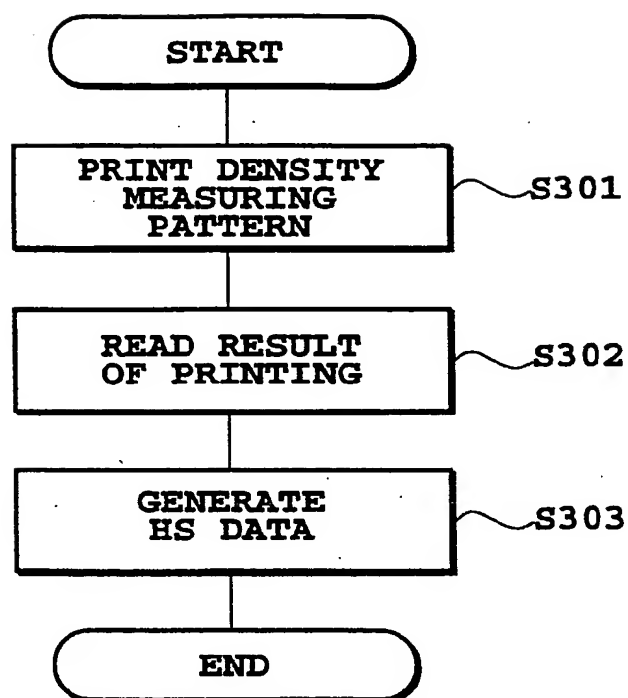 START
PRINT DENSITY
MEASURING
PATTERN
S301
READ RESULT
OF PRINTING
S302
GENERATE
HS DATA
S303
END